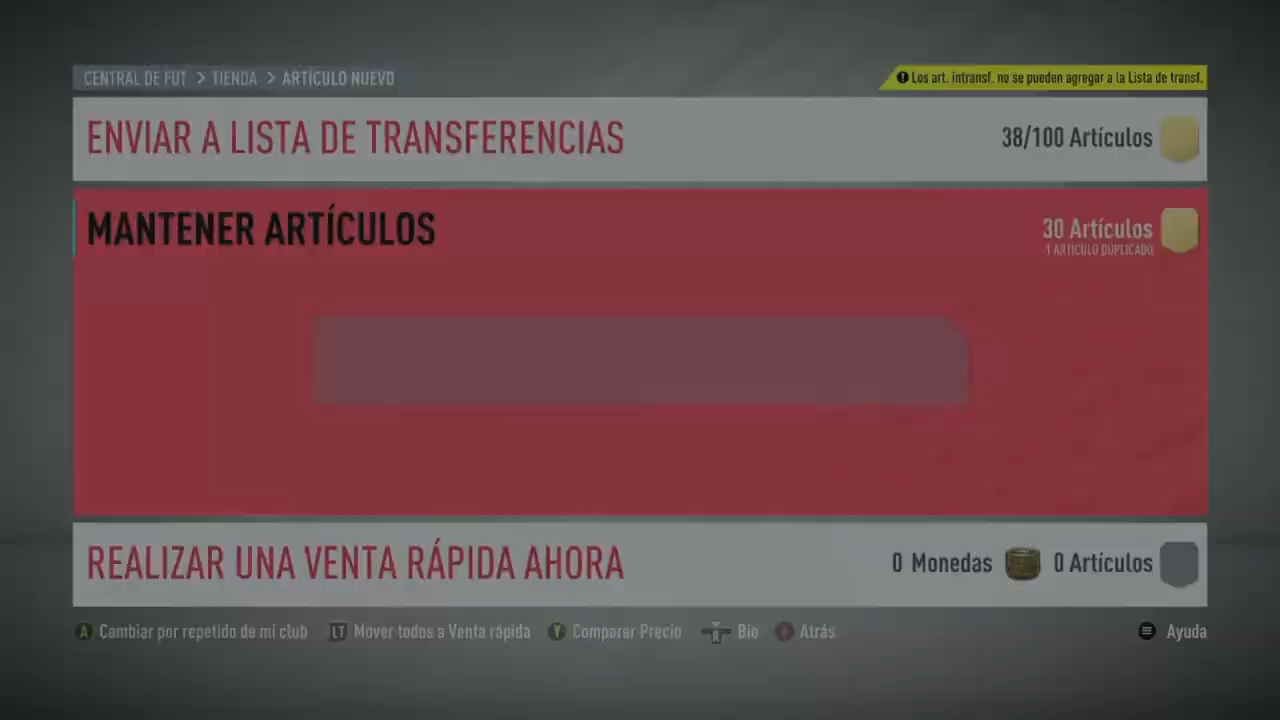 CENTRAL DE FUT > TIENDA > ARTÍCULO NUEVO
Los art. intransf. no se pueden agregar a la Lista de transf.
ENVIAR A LISTA DE TRANSFERENCIAS
38/100 Artículos
MANTENER ARTÍCULOS
30 Artículos
1 ARTÍCULO DUPLICADO
REALIZAR UNA VENTA RÁPIDA AHORA
0 Monedas 0 Artículos
A Cambiar por repetido de mi club LT Mover todos a Venta rápida Y Comparar Precio R Bio Atrás Ayuda